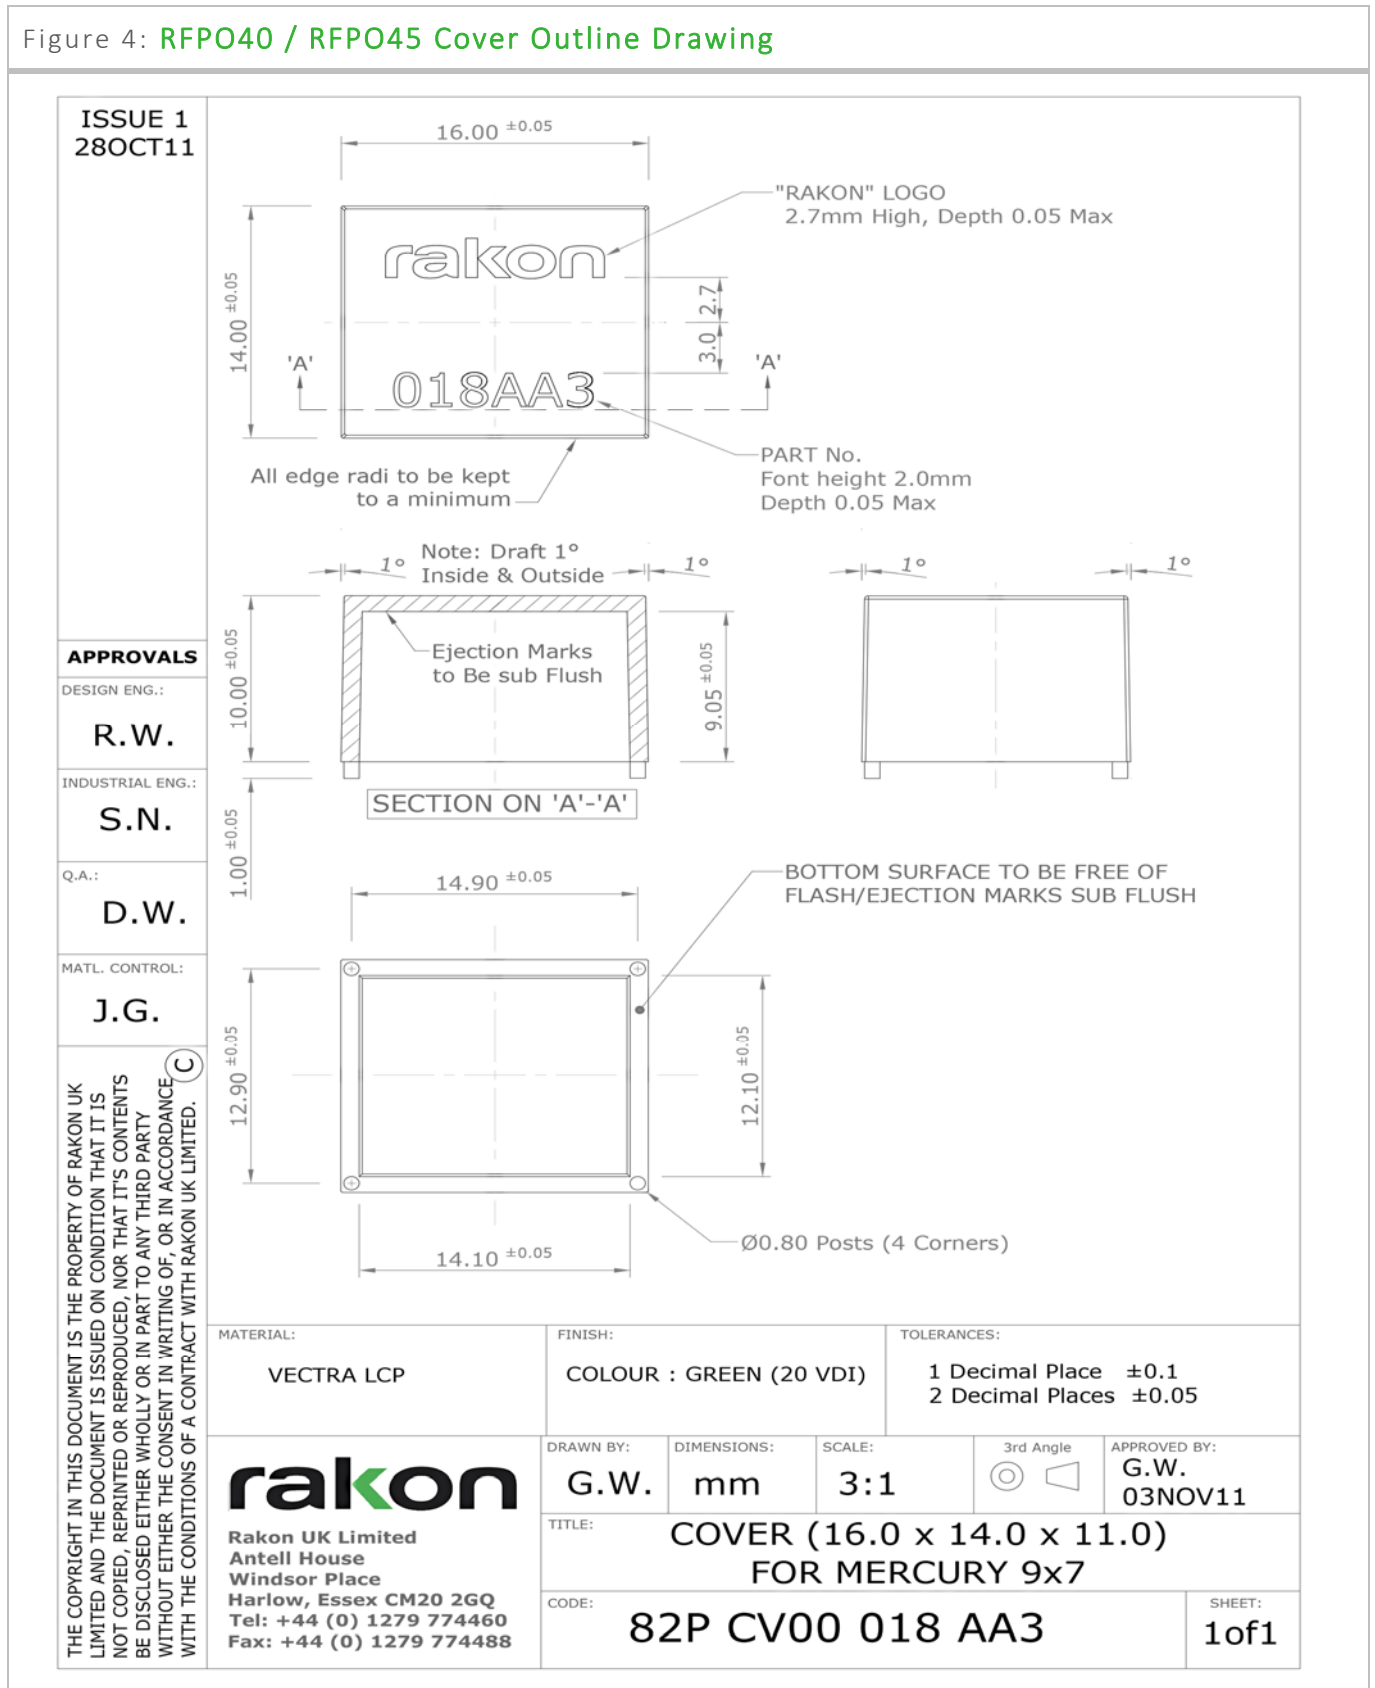 Figure 4: RFPO40 / RFPO45 Cover Outline Drawing
ISSUE 1
28OCT11
16.00 ±0.05
"RAKON" LOGO
2.7mm High, Depth 0.05 Max
rakon
14.00 ±0.05
2.7
3.0
'A'
'A'
018AA3
PART No.
Font height 2.0mm
Depth 0.05 Max
All edge radi to be kept
to a minimum
Note: Draft 1°
Inside & Outside
1°
1°
1°
1°
Ejection Marks
to Be sub Flush
10.00 ±0.05
9.05 ±0.05
1.00 ±0.05
SECTION ON 'A'-'A'
14.90 ±0.05
BOTTOM SURFACE TO BE FREE OF
FLASH/EJECTION MARKS SUB FLUSH
12.90 ±0.05
12.10 ±0.05
14.10 ±0.05
Ø0.80 Posts (4 Corners)
APPROVALS
DESIGN ENG.:
R.W.
INDUSTRIAL ENG.:
S.N.
Q.A.:
D.W.
MATL. CONTROL:
J.G.
C
THE COPYRIGHT IN THIS DOCUMENT IS THE PROPERTY OF RAKON UK
LIMITED AND THE DOCUMENT IS ISSUED ON CONDITION THAT IT IS
NOT COPIED, REPRINTED OR REPRODUCED, NOR THAT IT'S CONTENTS
BE DISCLOSED EITHER WHOLLY OR IN PART TO ANY THIRD PARTY
WITHOUT EITHER THE CONSENT IN WRITING OF, OR IN ACCORDANCE
WITH THE CONDITIONS OF A CONTRACT WITH RAKON UK LIMITED.
MATERIAL:
VECTRA LCP
FINISH:
COLOUR : GREEN (20 VDI)
TOLERANCES:
1 Decimal Place ±0.1
2 Decimal Places ±0.05
rakon
Rakon UK Limited
Antell House
Windsor Place
Harlow, Essex CM20 2GQ
Tel: +44 (0) 1279 774460
Fax: +44 (0) 1279 774488
DRAWN BY:
G.W.
DIMENSIONS:
mm
SCALE:
3:1
3rd Angle
APPROVED BY:
G.W.
03NOV11
TITLE:
COVER (16.0 x 14.0 x 11.0)
FOR MERCURY 9x7
CODE:
82P CV00 018 AA3
SHEET:
1of1